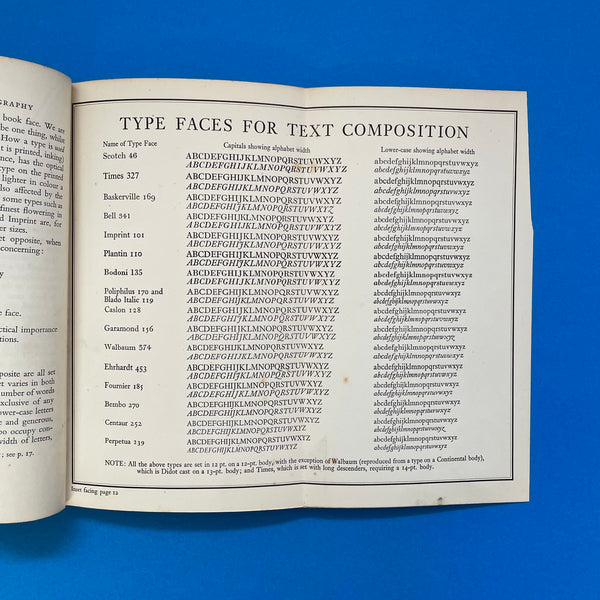 GRAPHY
book face. We are
be one thing, whilst
How a type is used
is printed, inking)
nce, has the optical
type on the printed
lighter in colour a
lso affected by the
some types such as
finest flowering in
d Imprint are, for
er sizes.
et opposite, when
concerning:
y
e face.
ctical importance
tions.
posite are all set
et varies in both
umber of words
exclusive of any
ower-case letters
e and generous,
o occupy con-
width of letters,
; see p. 17.
TYPE FACES FOR TEXT COMPOSITION
Name of Type Face Capitals showing alphabet width Lower-case showing alphabet width
Scotch 46 ABCDEFGHIJKLMNOPQRSTUVWXYZ abcdefghijklmnopqrstuvwxyz
ABCDEFGHIJKLMNOPQRSTUVWXYZ abcdefghijklmnopqrstuvwxyz
Times 327 ABCDEFGHIJKLMNOPQRSTUVWXYZ abcdefghijklmnopqrstuvwxyz
ABCDEFGHIJKLMNOPQRSTUVWXYZ abcdefghijklmnopqrstuvwxyz
Baskerville 169 ABCDEFGHIJKLMNOPQRSTUVWXYZ abcdefghijklmnopqrstuvwxyz
ABCDEFGHIJKLMNOPQRSTUVWXYZ abcdefghijklmnopqrstuvwxyz
Bell 341 ABCDEFGHIJKLMNOPQRSTUVWXYZ abcdefghijklmnopqrstuvwxyz
ABCDEFGHIJKLMNOPQRSTUVWXYZ abcdefghijklmnopqrstuvwxyz
Imprint 101 ABCDEFGHIJKLMNOPQRSTUVWXYZ abcdefghijklmnopqrstuvwxyz
ABCDEFGHIJKLMNOPQRSTUVWXYZ abcdefghijklmnopqrstuvwxyz
Plantin 110 ABCDEFGHIJKLMNOPQRSTUVWXYZ abcdefghijklmnopqrstuvwxyz
ABCDEFGHIJKLMNOPQRSTUVWXYZ abcdefghijklmnopqrstuvwxyz
Bodoni 135 ABCDEFGHIJKLMNOPQRSTUVWXYZ abcdefghijklmnopqrstuvwxyz
ABCDEFGHIJKLMNOPQRSTUVWXYZ abcdefghijklmnopqrstuvwxyz
Poliphilus 170 and ABCDEFGHIJKLMNOPQRSTUVWXYZ abcdefghijklmnopqrstuvwxyz
Blado Italic 119 ABCDEFGHIJKLMNOPQRSTUVWXYZ abcdefghijklmnopqrstuvwxyz
Caslon 128 ABCDEFGHIJKLMNOPQRSTUVWXYZ abcdefghijklmnopqrstuvwxyz
ABCDEFGHIJKLMNOPQRSTUVWXYZ abcdefghijklmnopqrstuvwxyz
Garamond 156 ABCDEFGHIJKLMNOPQRSTUVWXYZ abcdefghijklmnopqrstuvwxyz
ABCDEFGHIJKLMNOPQRSTUVWXYZ abcdefghijklmnopqrstuvwxyz
Walbaum 374 ABCDEFGHIJKLMNOPQRSTUVWXYZ abcdefghijklmnopqrstuvwxyz
ABCDEFGHIJKLMNOPQRSTUVWXYZ abcdefghijklmnopqrstuvwxyz
Ehrhardt 453 ABCDEFGHIJKLMNOPQRSTUVWXYZ abcdefghijklmnopqrstuvwxyz
ABCDEFGHIJKLMNOPQRSTUVWXYZ abcdefghijklmnopqrstuvwxyz
Fournier 185 ABCDEFGHIJKLMNOPQRSTUVWXYZ abcdefghijklmnopqrstuvwxyz
ABCDEFGHIJKLMNOPQRSTUVWXYZ abcdefghijklmnopqrstuvwxyz
Bembo 270 ABCDEFGHIJKLMNOPQRSTUVWXYZ abcdefghijklmnopqrstuvwxyz
ABCDEFGHIJKLMNOPQRSTUVWXYZ abcdefghijklmnopqrstuvwxyz
Centaur 252 ABCDEFGHIJKLMNOPQRSTUVWXYZ abcdefghijklmnopqrstuvwxyz
ABCDEFGHIJKLMNOPQRSTUVWXYZ abcdefghijklmnopqrstuvwxyz
Perpetua 239 ABCDEFGHIJKLMNOPQRSTUVWXYZ abcdefghijklmnopqrstuvwxyz
ABCDEFGHIJKLMNOPQRSTUVWXYZ abcdefghijklmnopqrstuvwxyz
NOTE: All the above types are set in 12 pt. on a 12-pt. body, with the exception of Walbaum (reproduced from a type on a Continental body),
which is Didot cast on a 13-pt. body; and Times, which is set with long descenders, requiring a 14-pt. body.
Inset facing page 12